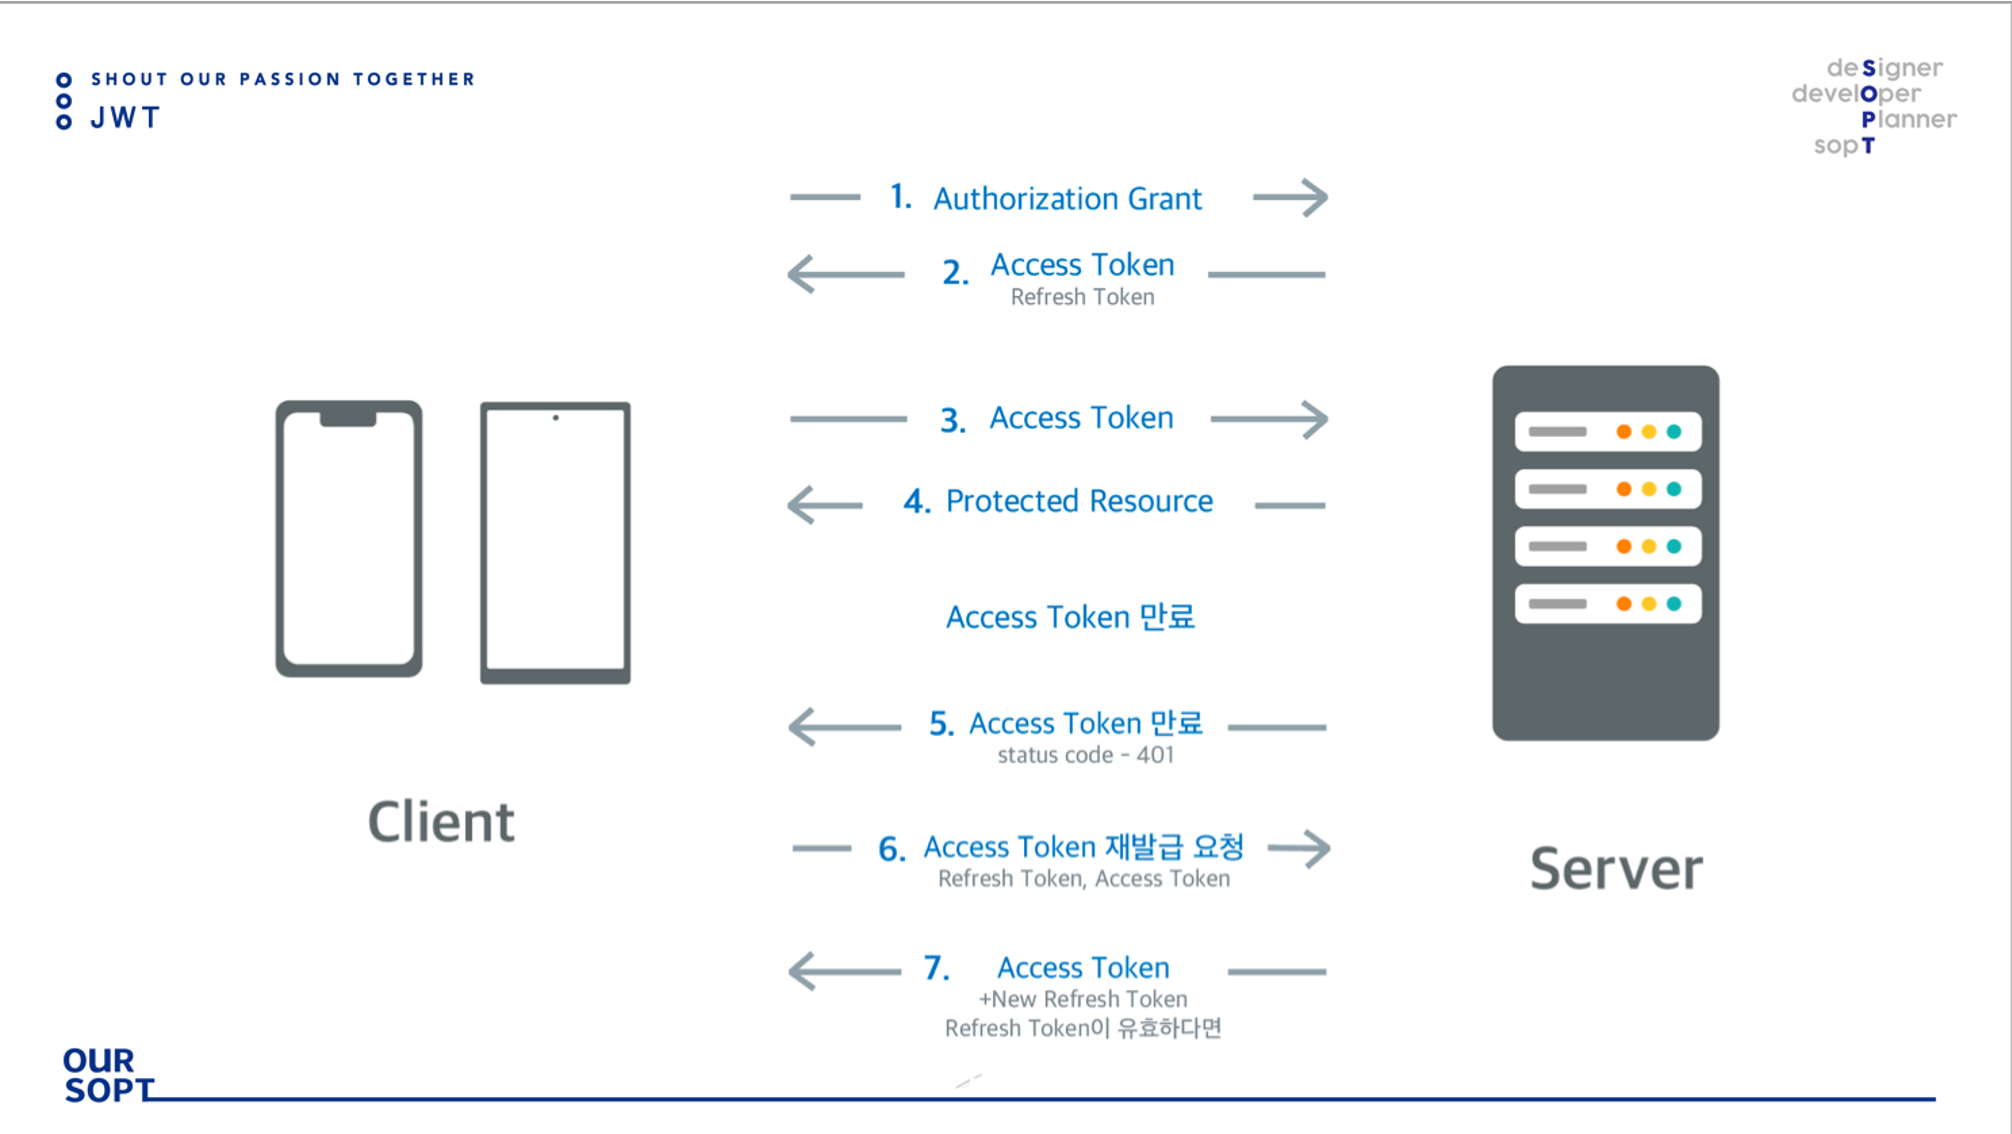 SHOUT OUR PASSION TOGETHER
JWT
deSigner
develOper
Planner
sopT
1. Authorization Grant
2. Access Token
Refresh Token
3. Access Token
4. Protected Resource
Access Token 만료
5. Access Token 만료
status code - 401
6. Access Token 재발급 요청
Refresh Token, Access Token
7. Access Token
+New Refresh Token
Refresh Token이 유효하다면
Client
Server
OUR
SOPT